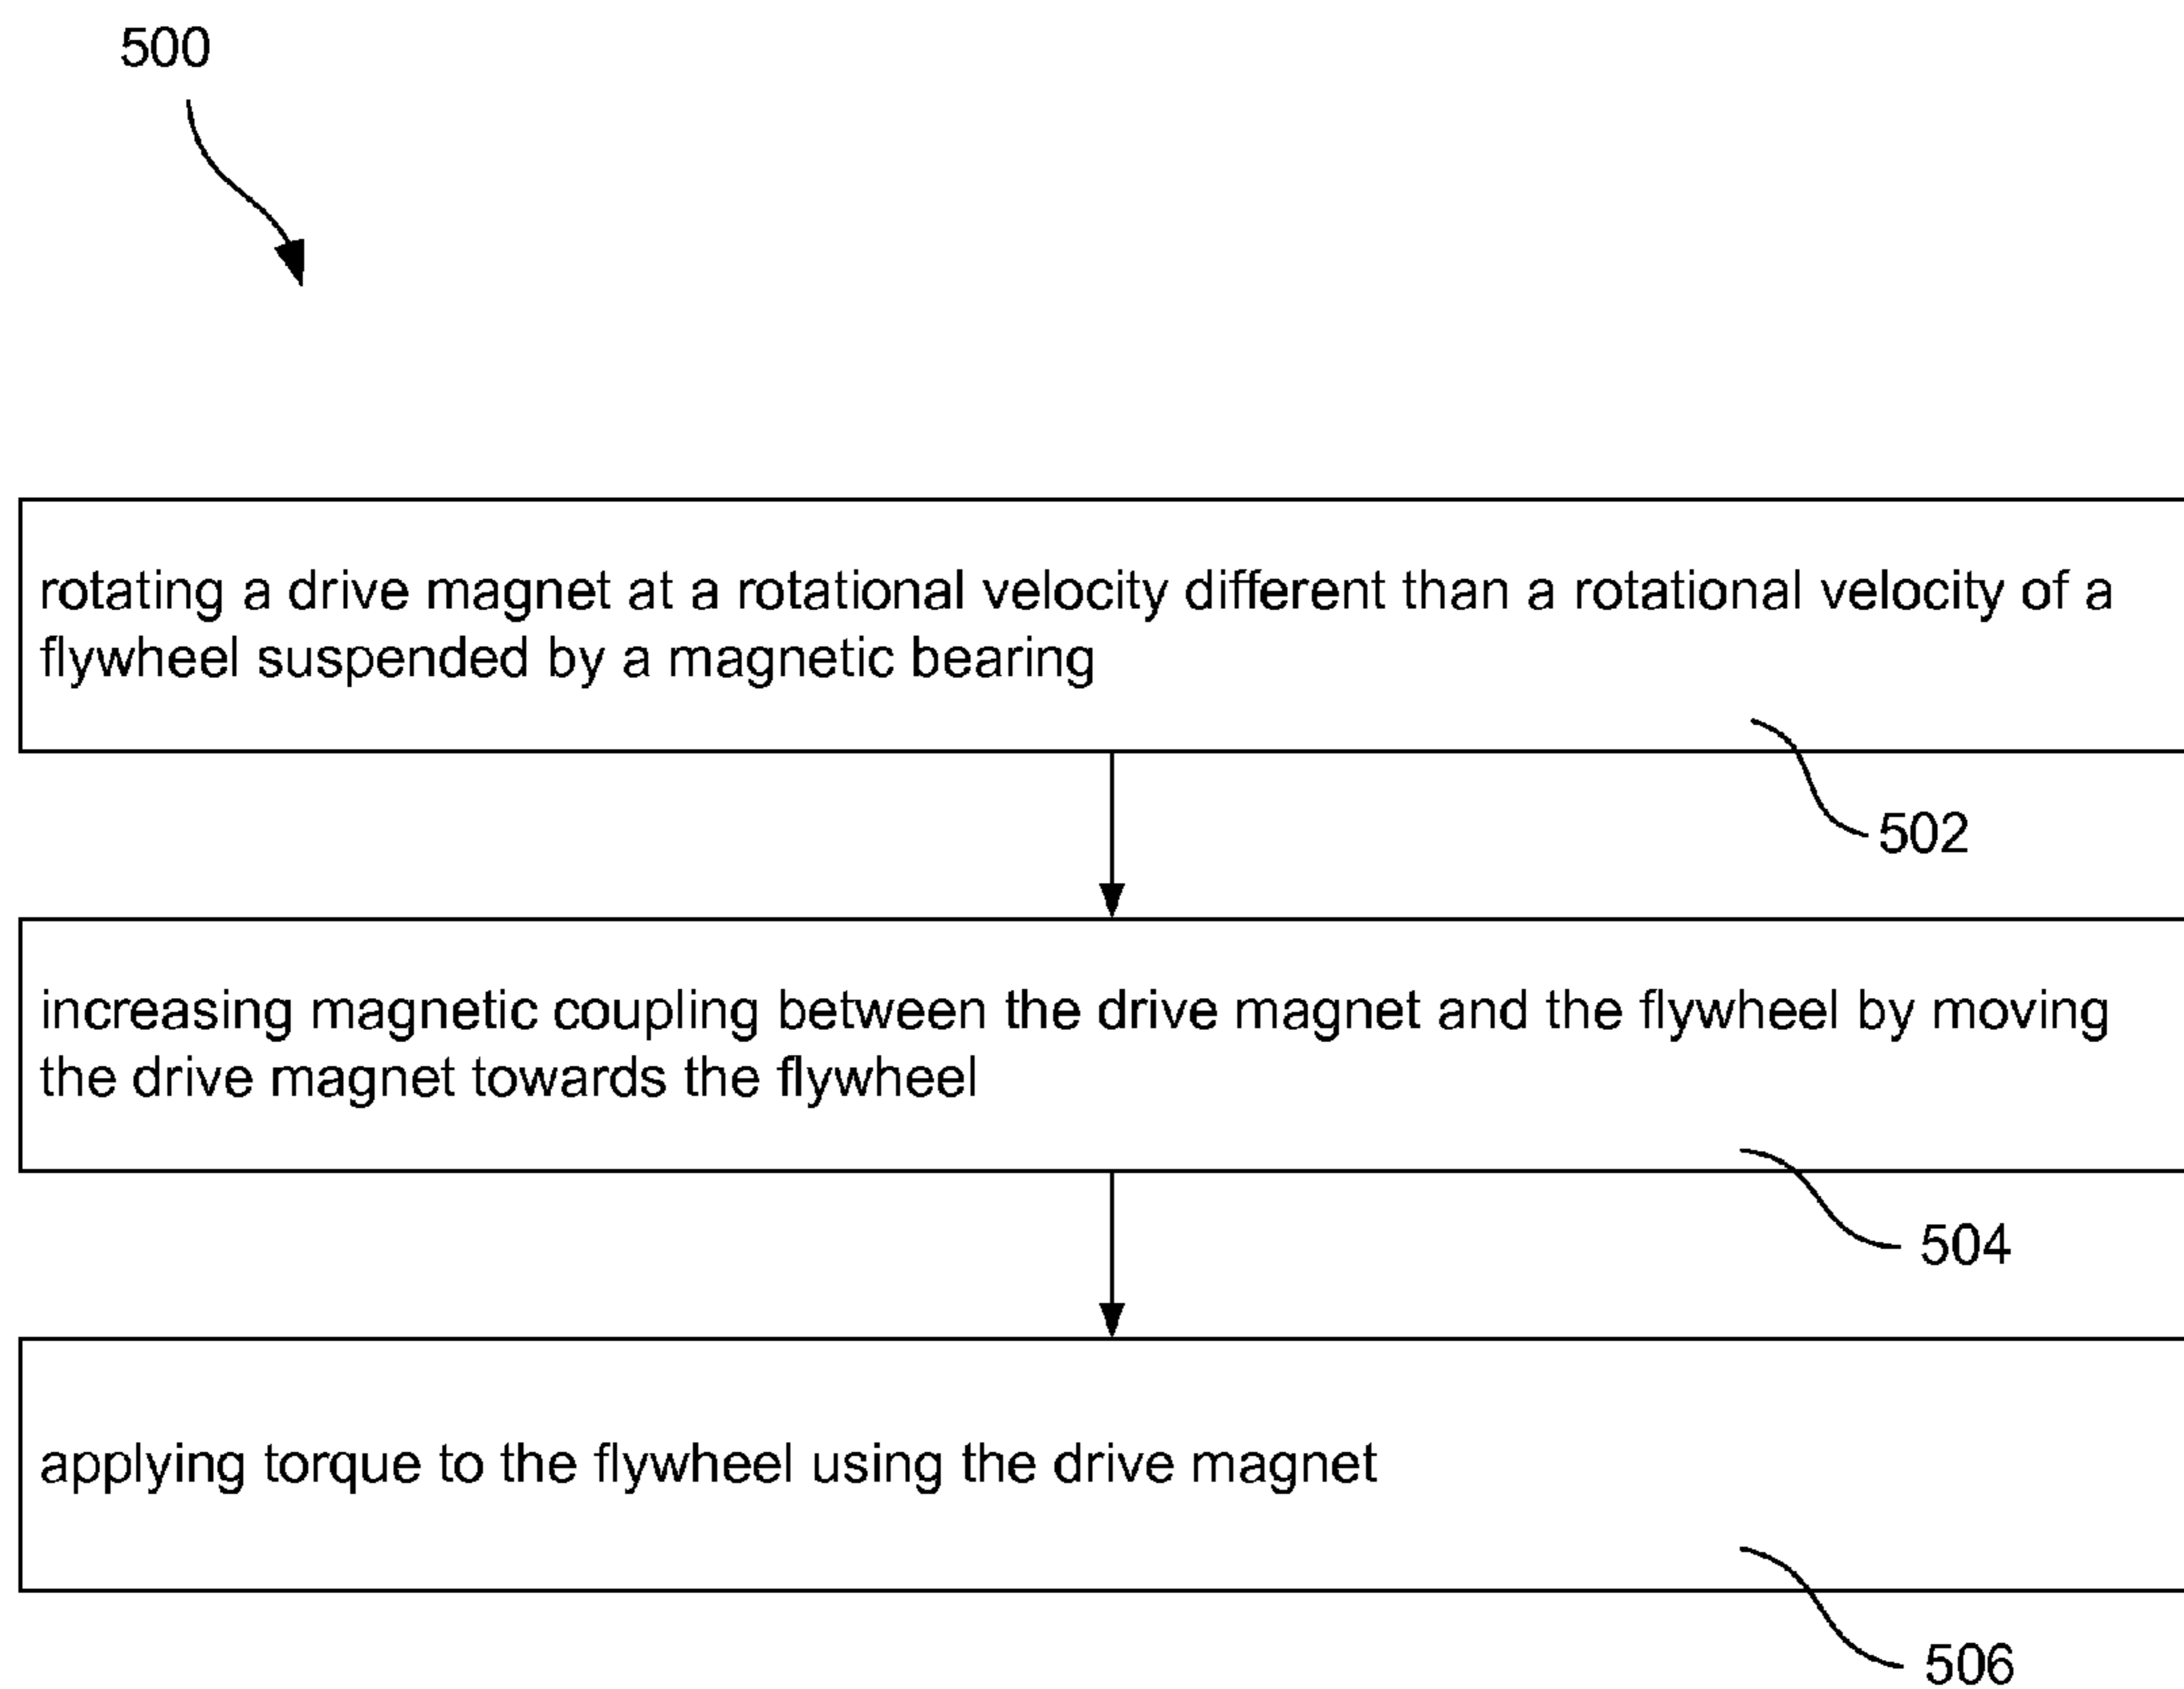 500
rotating a drive magnet at a rotational velocity different than a rotational velocity of a
flywheel suspended by a magnetic bearing
502
increasing magnetic coupling between the drive magnet and the flywheel by moving
the drive magnet towards the flywheel
504
applying torque to the flywheel using the drive magnet
506